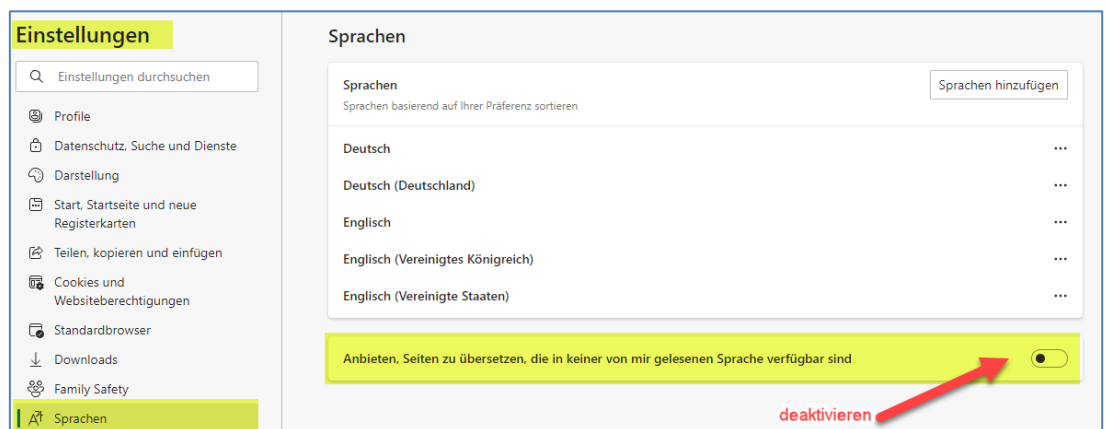 Einstellungen
Einstellungen durchsuchen
Profile
Datenschutz, Suche und Dienste
Darstellung
Start, Startseite und neue
Registerkarten
Teilen, kopieren und einfügen
Cookies und
Websiteberechtigungen
Standardbrowser
Downloads
Family Safety
Sprachen
Sprachen
Sprachen
Sprachen hinzufügen
Sprachen basierend auf Ihrer Präferenz sortieren
Deutsch
Deutsch (Deutschland)
Englisch
Englisch (Vereinigtes Königreich)
Englisch (Vereinigte Staaten)
Anbieten, Seiten zu übersetzen, die in keiner von mir gelesenen Sprache verfügbar sind
deaktivieren